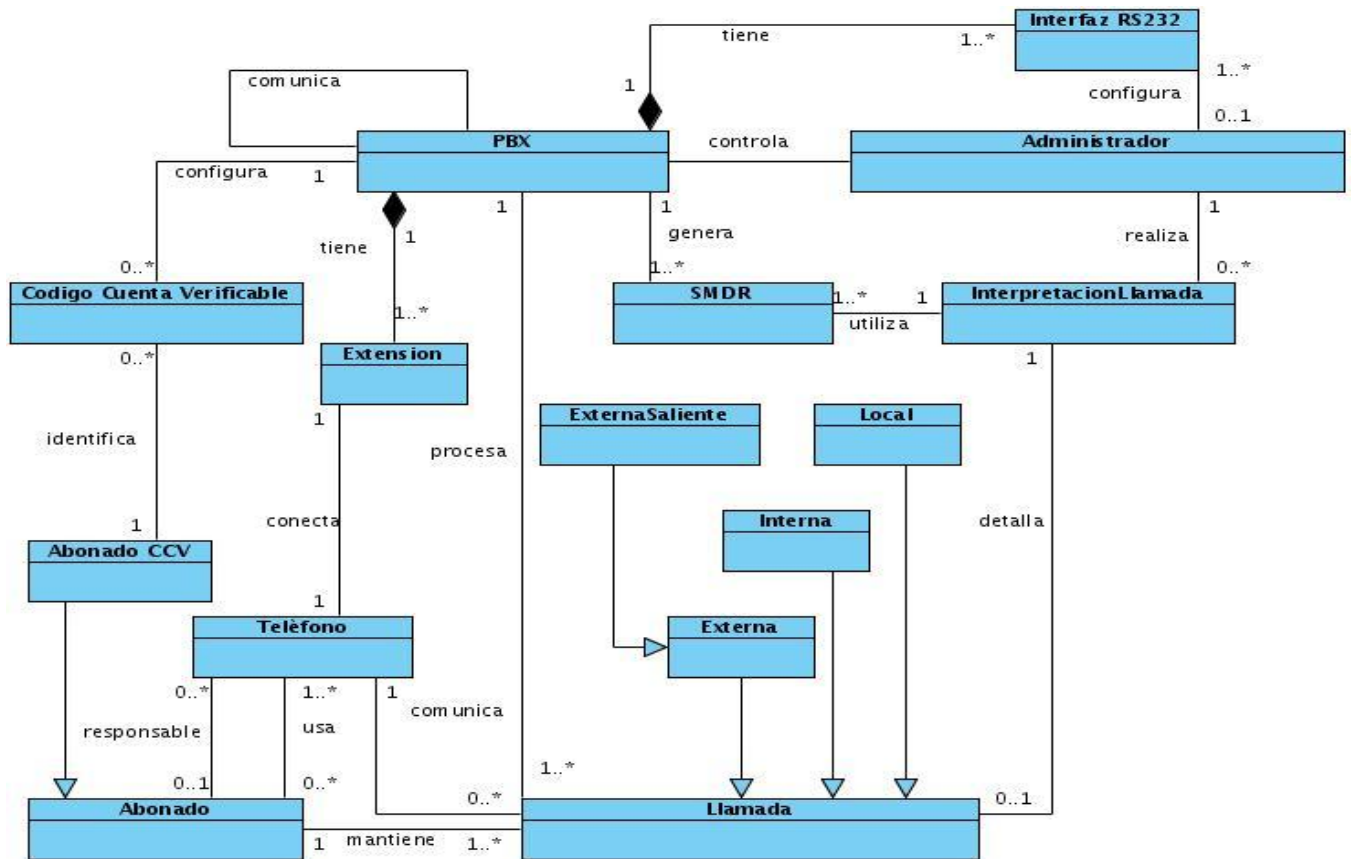 Interfaz RS232
tiene
1..*
1..*
comunica
1
configura
0..1
PBX
controla
Administrador
configura
1
1
1
1
1
genera
realiza
tiene
0..*
1..*
0..*
Codigo Cuenta Verificable
SMDR
1..*
1
InterpretacionLlamada
utiliza
1..*
0..*
Extension
1
1
ExternaSaliente
Local
identifica
procesa
conecta
Interna
detalla
1
Abonado CCV
1
Telèfono
Externa
0..*
1..*
1
comunica
responsable
usa
1..*
0..1
0..*
0..*
0..1
Abonado
Llamada
1
mantiene
1..*